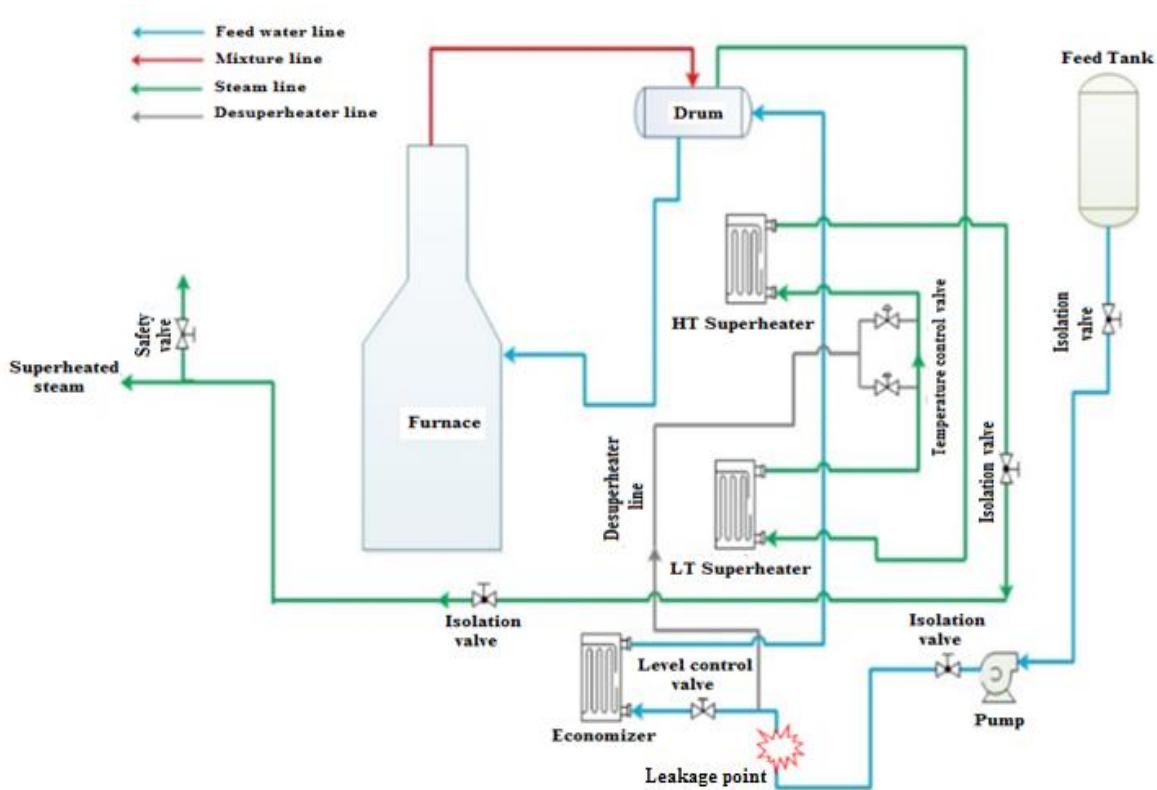 Feed water line
Mixture line
Steam line
Desuperheater line
Feed Tank
Drum
HT Superheater
Temperature control valve
Isolation
valve
Safety
valve
Superheated
steam
Furnace
Desuperheater
line
Isolation valve
LT Superheater
Isolation
valve
Isolation
valve
Level control
valve
Economizer
Pump
Leakage point